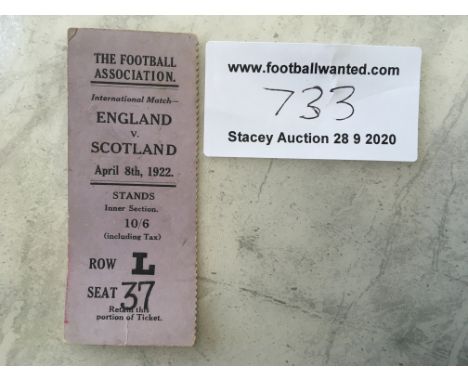 THE FOOTBALL
ASSOCIATION.
International Match—
ENGLAND
V.
SCOTLAND
April 8th, 1922.
STANDS
Inner Section.
10/6
(including Tax)
ROW L
SEAT 37
Retain this
portion of Ticket.
www.footballwanted.com
733
Stacey Auction 28 9 2020